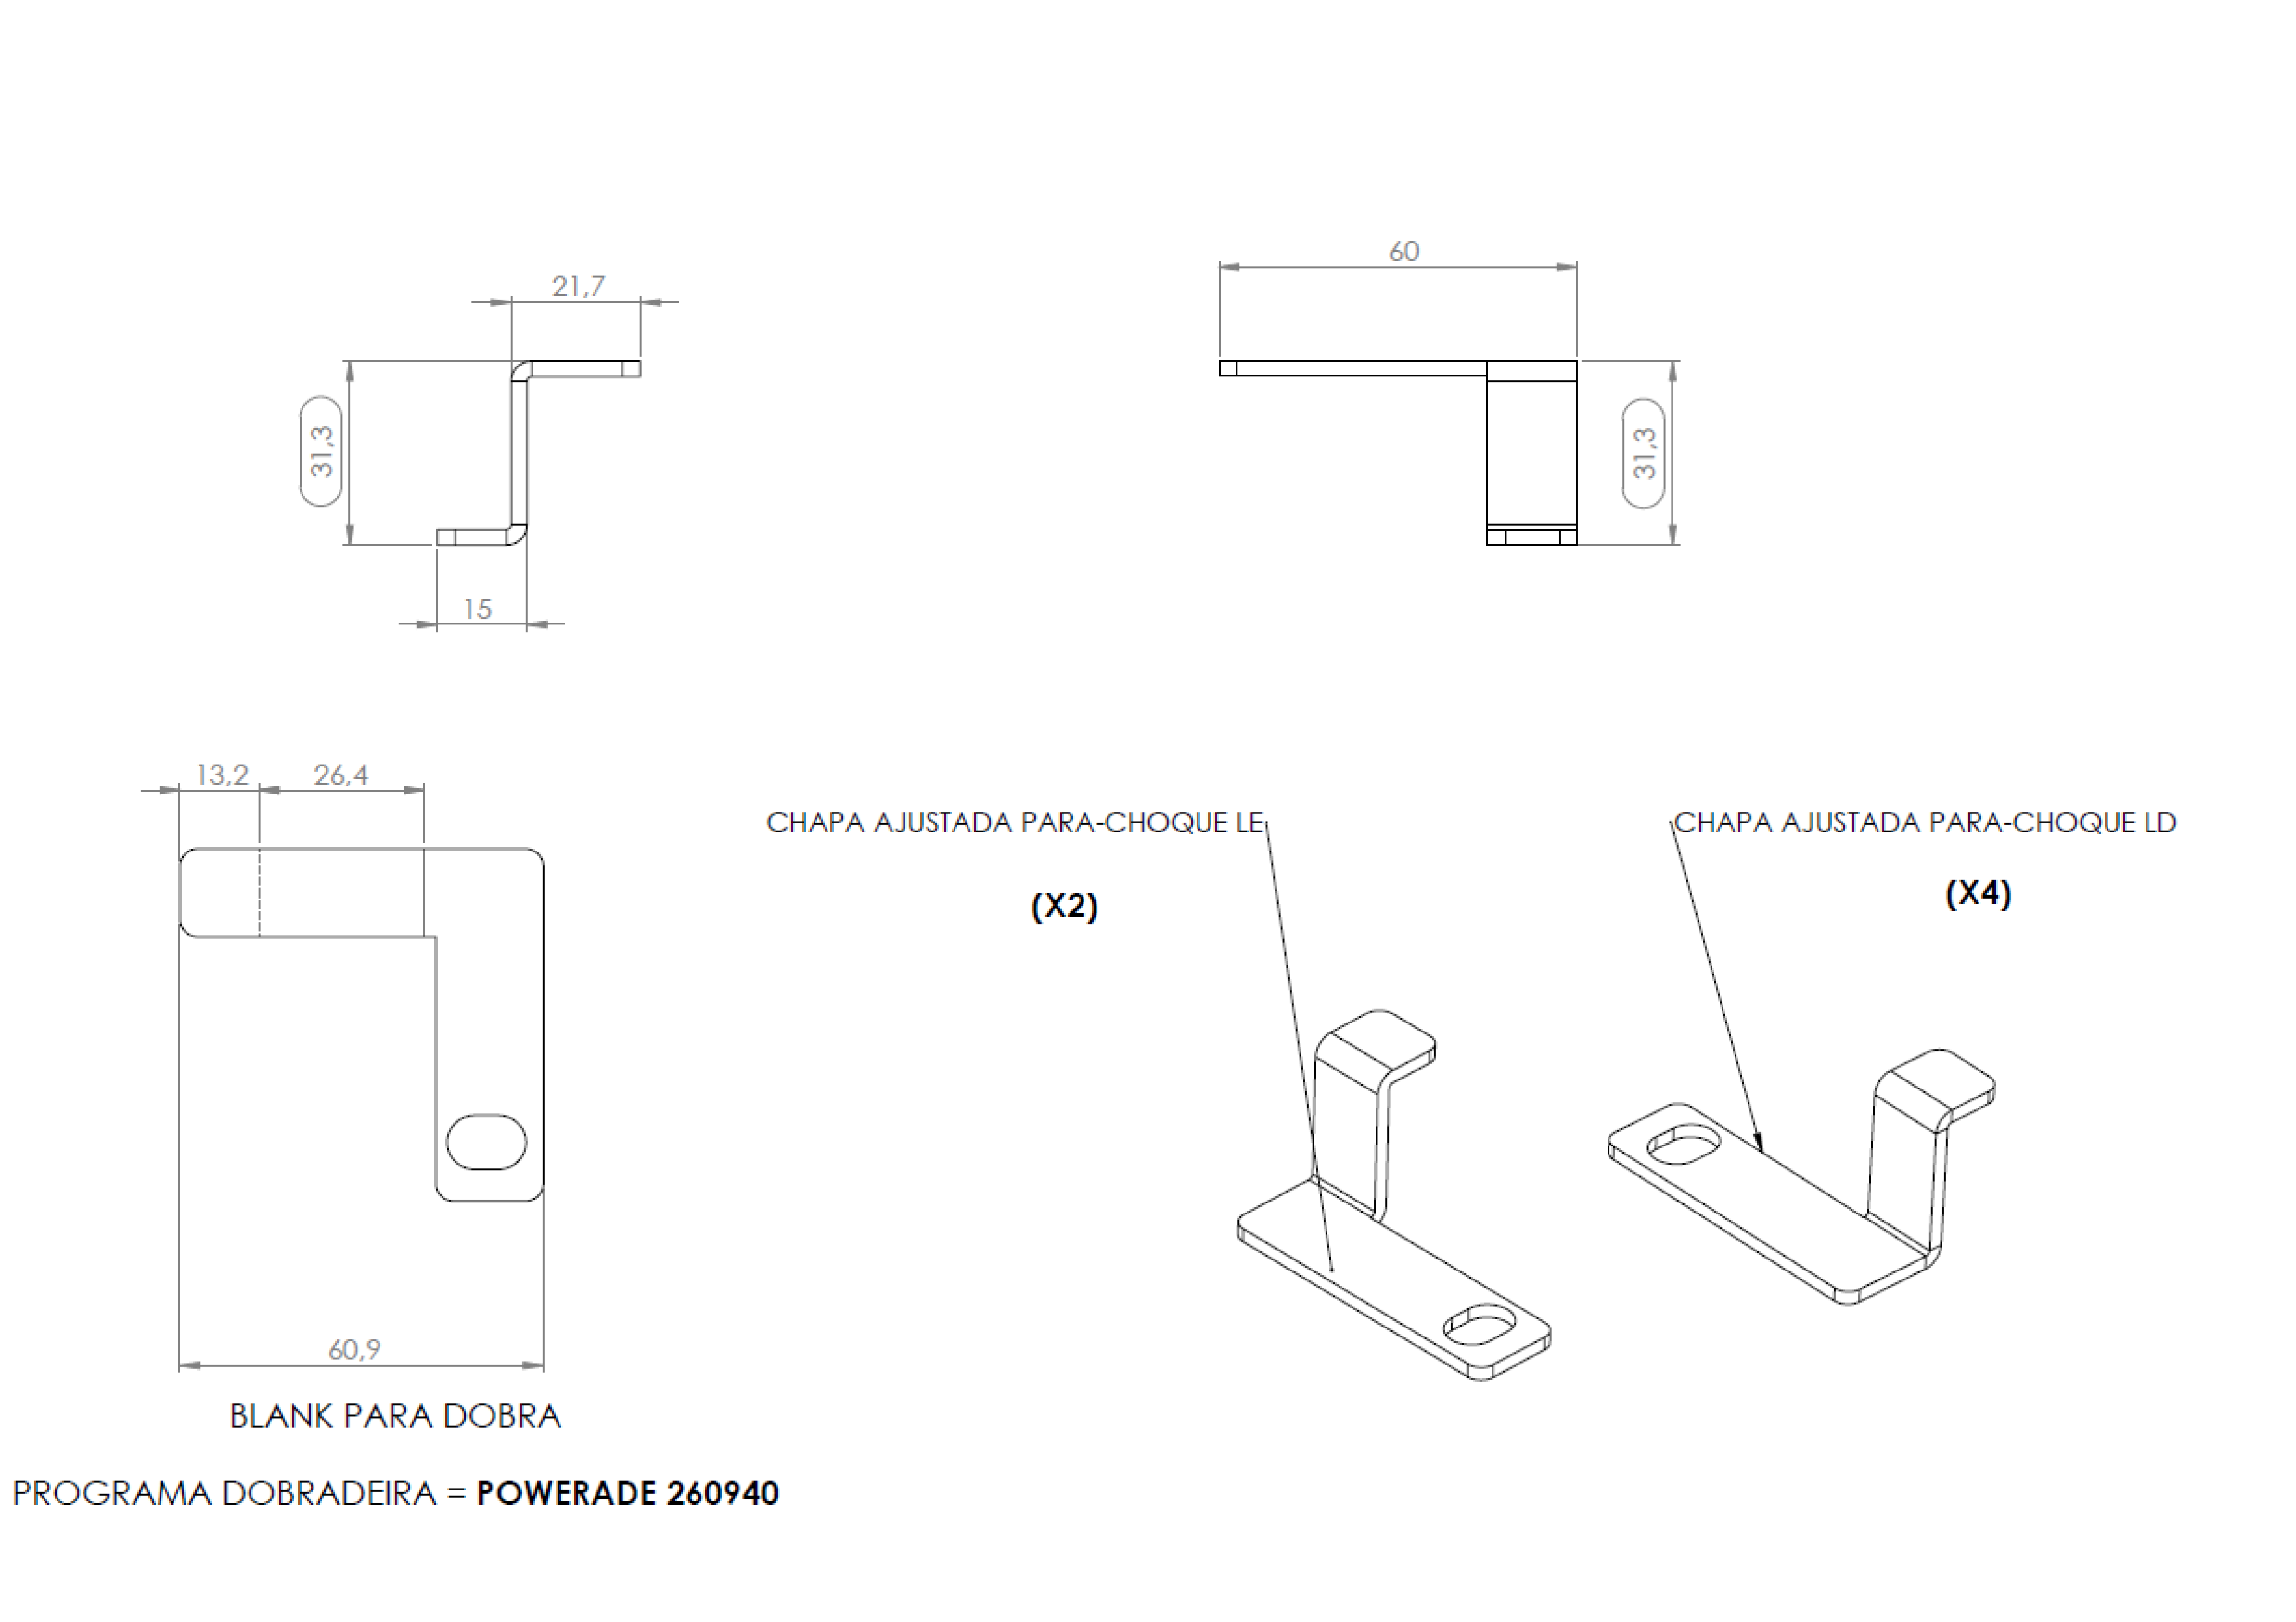 60
21,7
31,3
31,3
15
13,2
26,4
CHAPA AJUSTADA PARA-CHOQUE LE
CHAPA AJUSTADA PARA-CHOQUE LD
(X2)
(X4)
60,9
BLANK PARA DOBRA
PROGRAMA DOBRADEIRA = POWERADE 260940